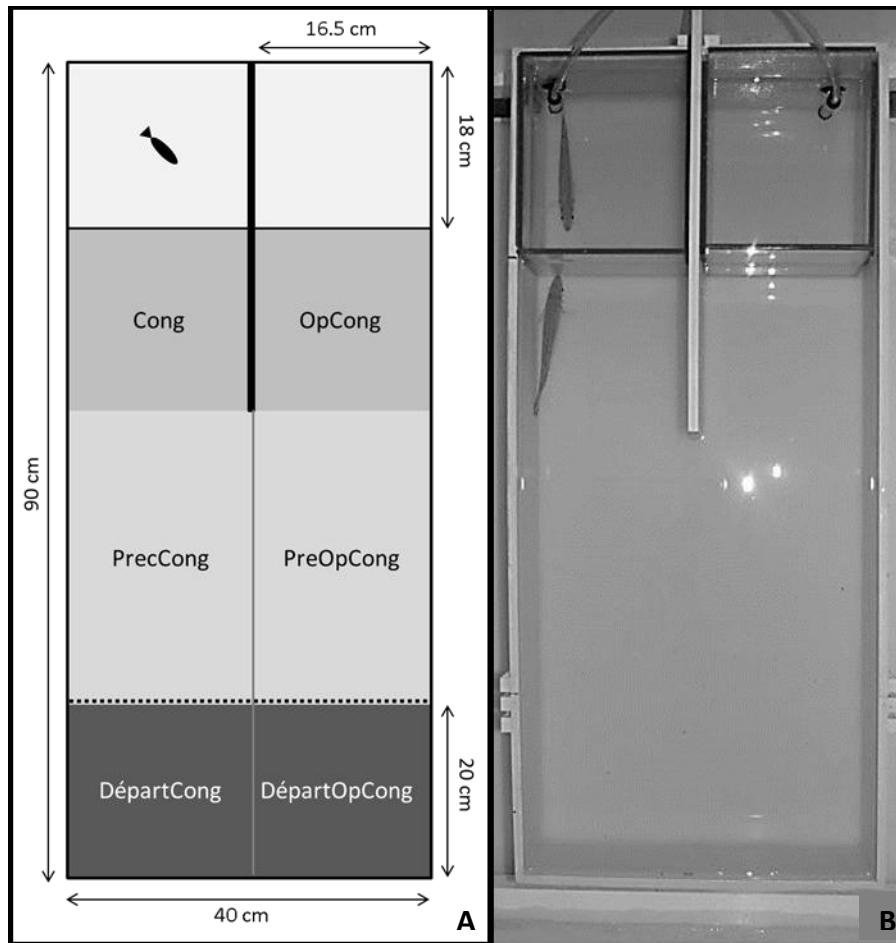 16.5 cm
18 cm
Cong
OpCong
90 cm
PrecCong
PreOpCong
DépartCong
DépartOpCong
20 cm
40 cm
A
B